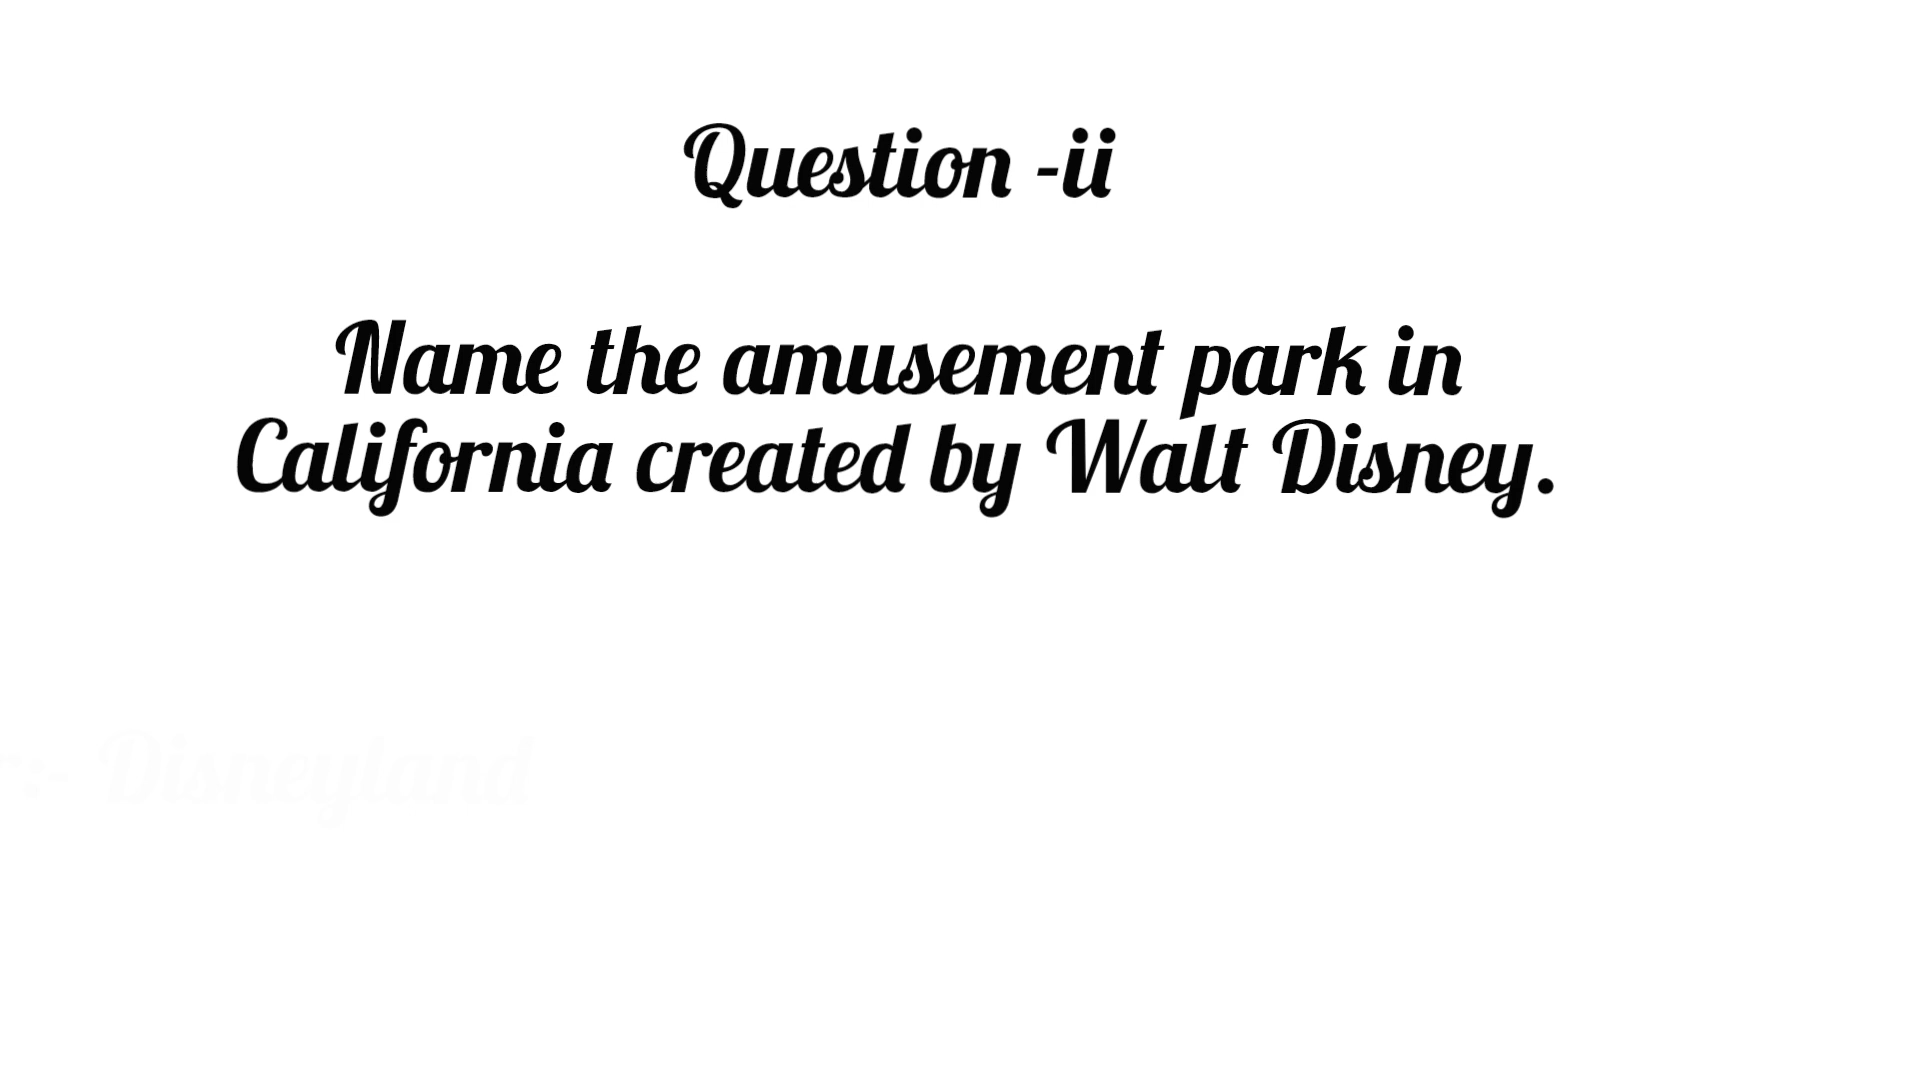 Question -ii
Name the amusement park in
California created by Walt Disney.
r:- Disneyland